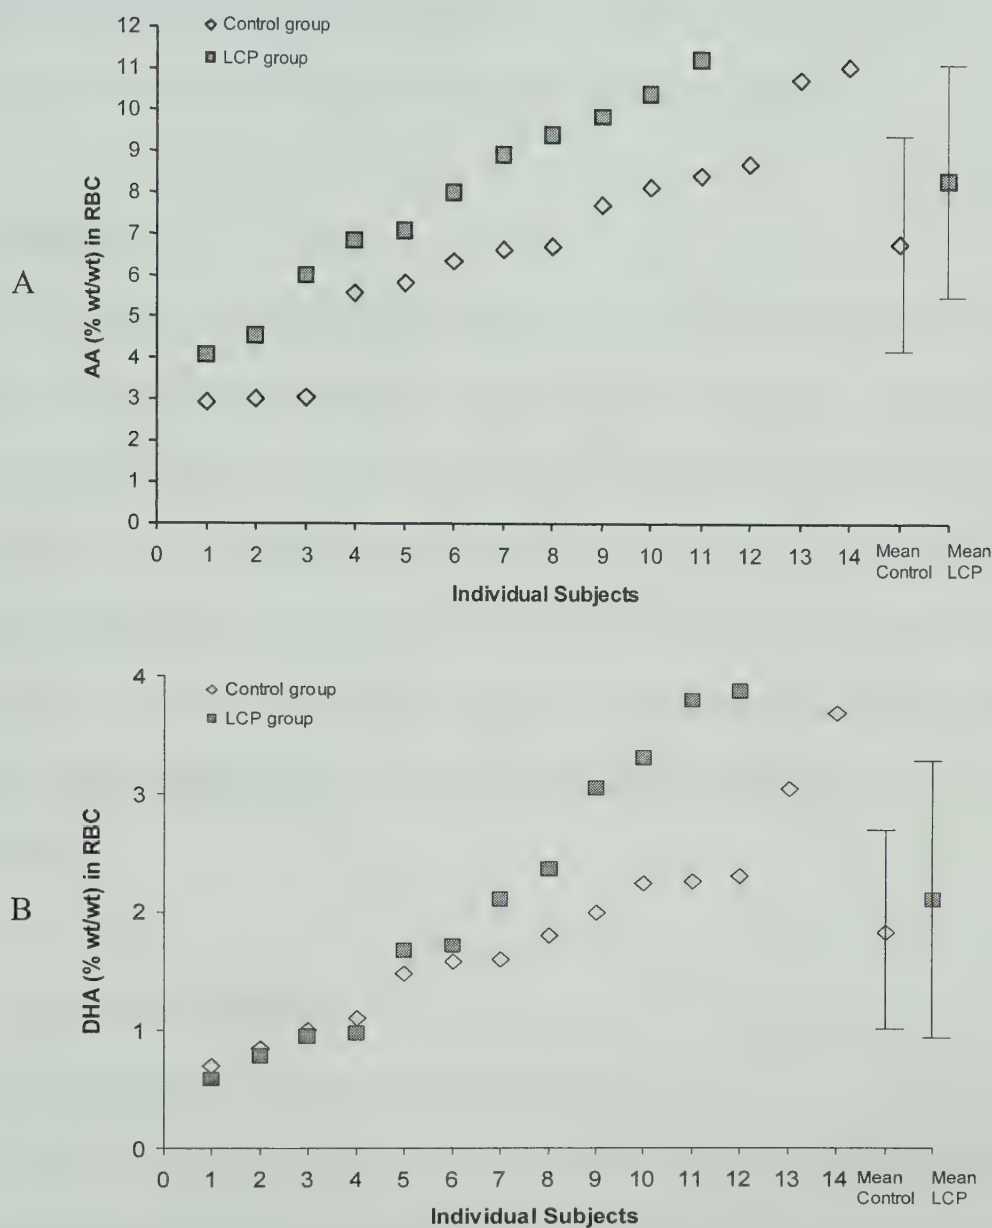 A
AA (% wt/wt) in RBC
Control group
LCP group
12
11
10
9
8
7
6
5
4
3
2
1
0
0 1 2 3 4 5 6 7 8 9 10 11 12 13 14 Mean Control Mean LCP
Individual Subjects
B
DHA (% wt/wt) in RBC
Control group
LCP group
4
3
2
1
0
1 2 3 4 5 6 7 8 9 10 11 12 13 14 Mean Control Mean LCP
Individual Subjects